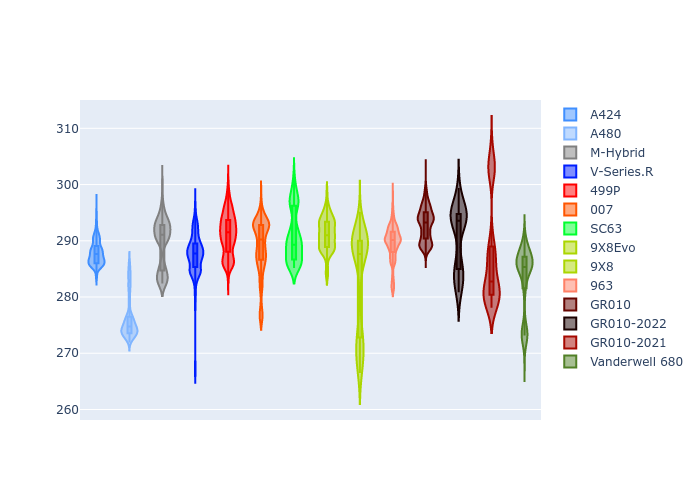 310
300
290
280
270
260
A424
A480
M-Hybrid
V-Series.R
499P
007
SC63
9X8Evo
9X8
963
GR010
GR010-2022
GR010-2021
Vanderwell 680